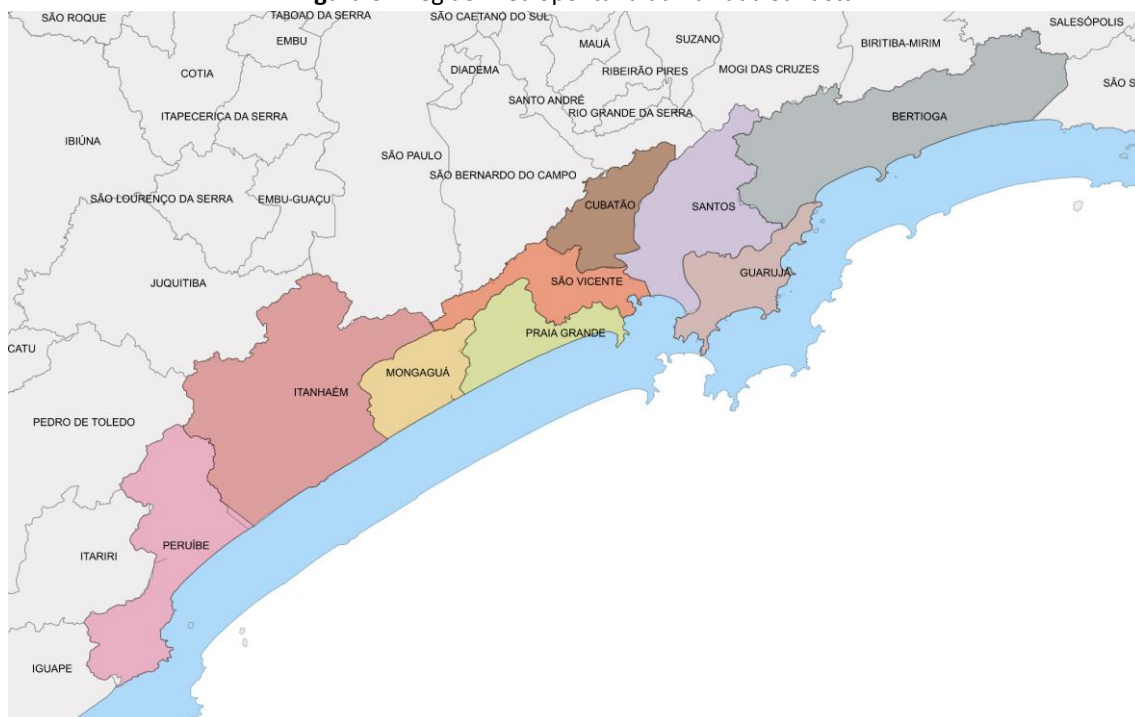 SÃO ROQUE
TABOÃO DA SERRA
SÃO CAETANO DO SUL
SALESÓPOLIS
EMBU
MAUÁ
SUZANO
BIRITIBA-MIRIM
COTIA
DIADEMA
RIBEIRÃO PIRES
MOGI DAS CRUZES
SÃO S
SANTO ANDRÉ
RIO GRANDE DA SERRA
ITAPECERICA DA SERRA
BERTIOGA
IBIÚNA
SÃO PAULO
SÃO BERNARDO DO CAMPO
SÃO LOURENÇO DA SERRA
EMBU-GUAÇU
CUBATÃO
SANTOS
GUARUJÁ
JUQUITIBA
SÃO VICENTE
PRAIA GRANDE
CATU
MONGAGUÁ
ITANHAÉM
PEDRO DE TOLEDO
PERUÍBE
ITARIRI
IGUAPE